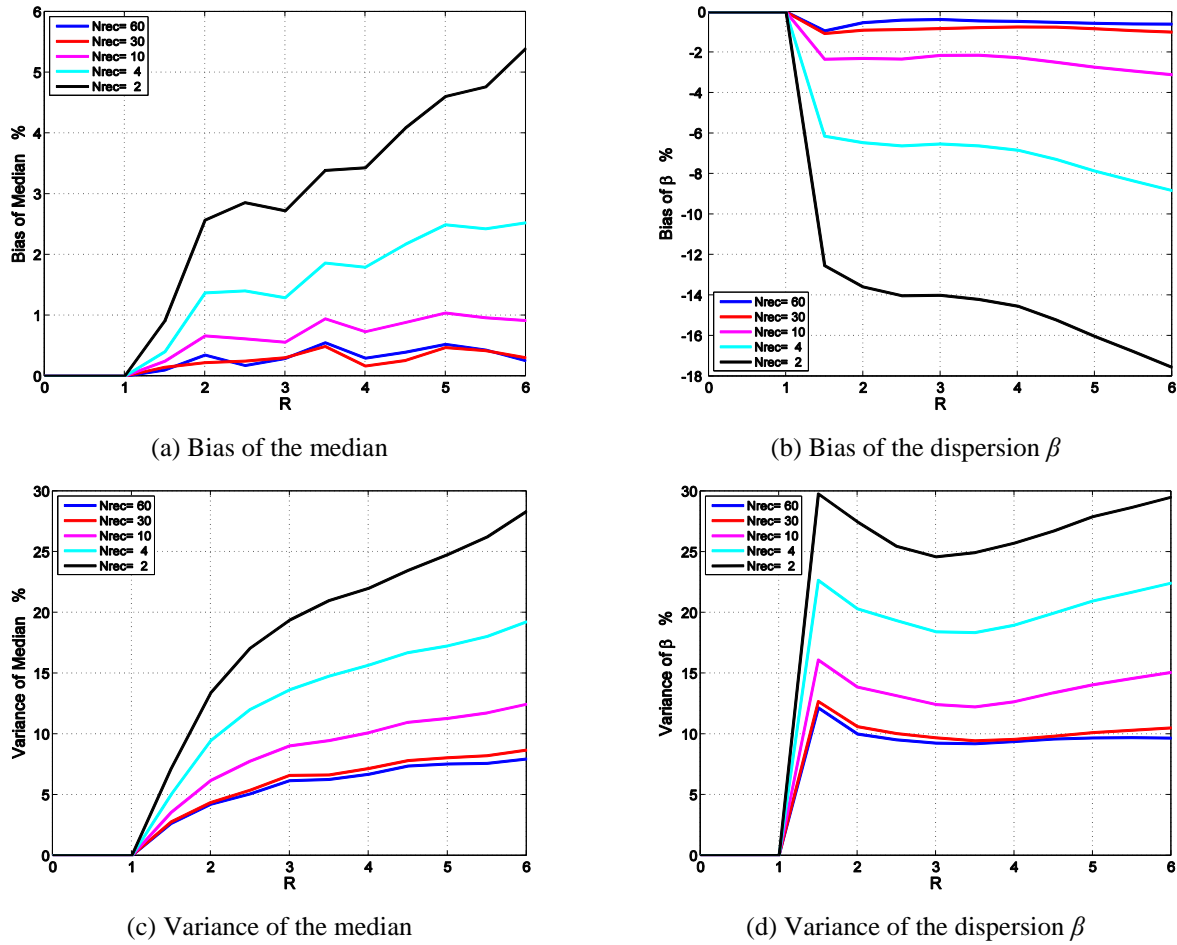 6
5
4
3
2
1
0
Bias of Median %
Nrec= 60
Nrec= 30
Nrec= 10
Nrec= 4
Nrec= 2
0 1 2 3 4 5 6
R
(a) Bias of the median
0
-2
-4
-6
-8
-10
-12
-14
-16
-18
Bias of β %
Nrec= 60
Nrec= 30
Nrec= 10
Nrec= 4
Nrec= 2
0 1 2 3 4 5 6
R
(b) Bias of the dispersion β
30
25
20
15
10
5
0
Variance of Median %
Nrec= 60
Nrec= 30
Nrec= 10
Nrec= 4
Nrec= 2
0 1 2 3 4 5 6
R
(c) Variance of the median
30
25
20
15
10
5
0
Variance of β %
Nrec= 60
Nrec= 30
Nrec= 10
Nrec= 4
Nrec= 2
0 1 2 3 4 5 6
R
(d) Variance of the dispersion β